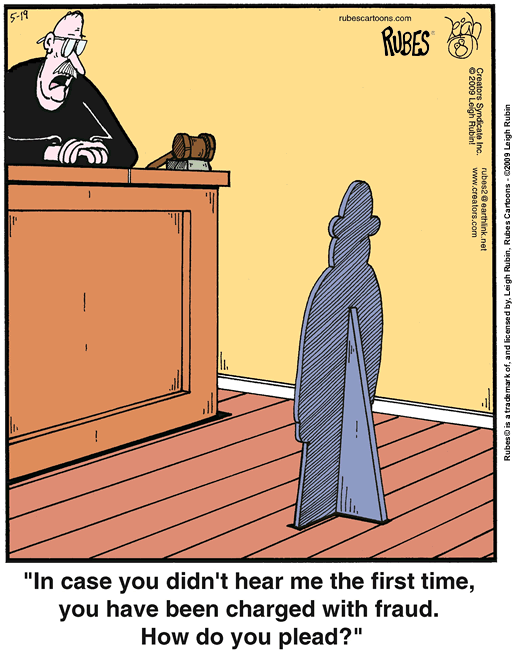 5-19
rubescartoons.com
RUBES®
Creators Syndicate Inc.
© 2009 Leigh Rubin!
rubes2@earthlink.net
www.creators.com
Rubes© is a trademark of, and licensed by, Leigh Rubin, Rubes Cartoons - ©2009 Leigh Rubin
"In case you didn't hear me the first time,
you have been charged with fraud.
How do you plead?"